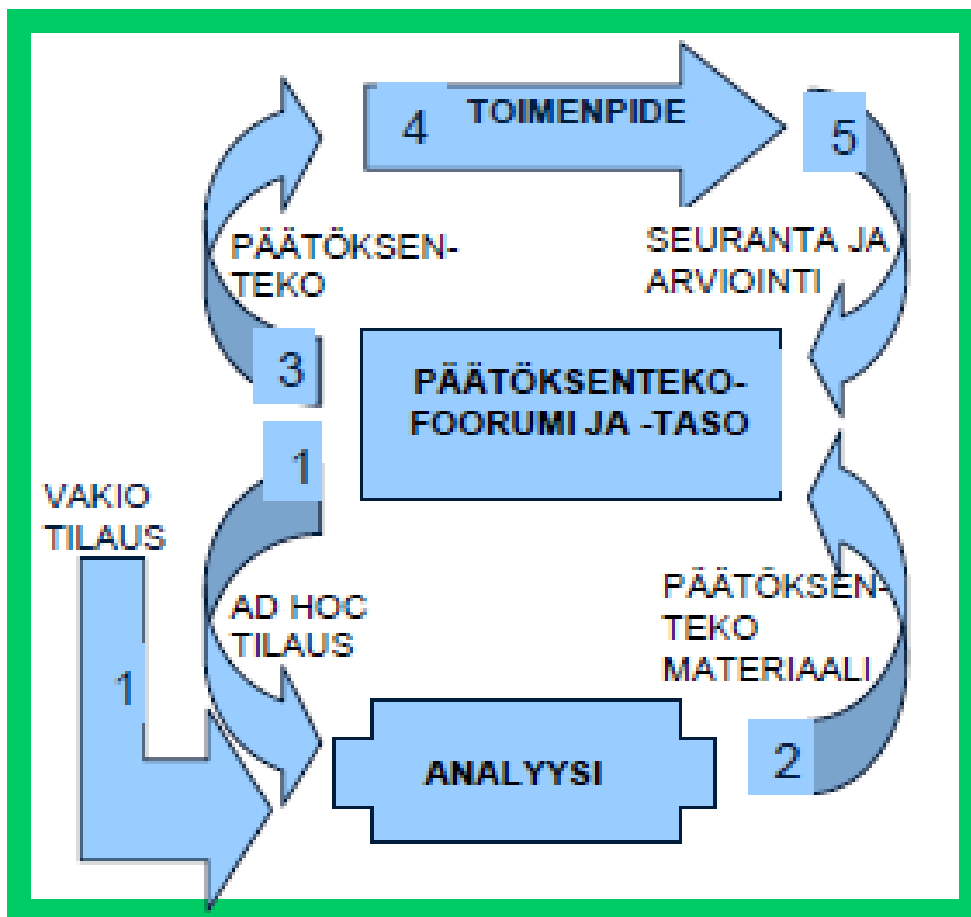 4 TOIMENPIDE
5
PÄÄTÖKSEN-
TEKO
SEURANTA JA
ARVIOINTI
3
PÄÄTÖKSENTEKO-
FOORUMI JA -TASO
1
VAKIO
TILAUS
AD HOC
TILAUS
PÄÄTÖKSEN-
TEKO
MATERIAALI
1
ANALYYSI
2